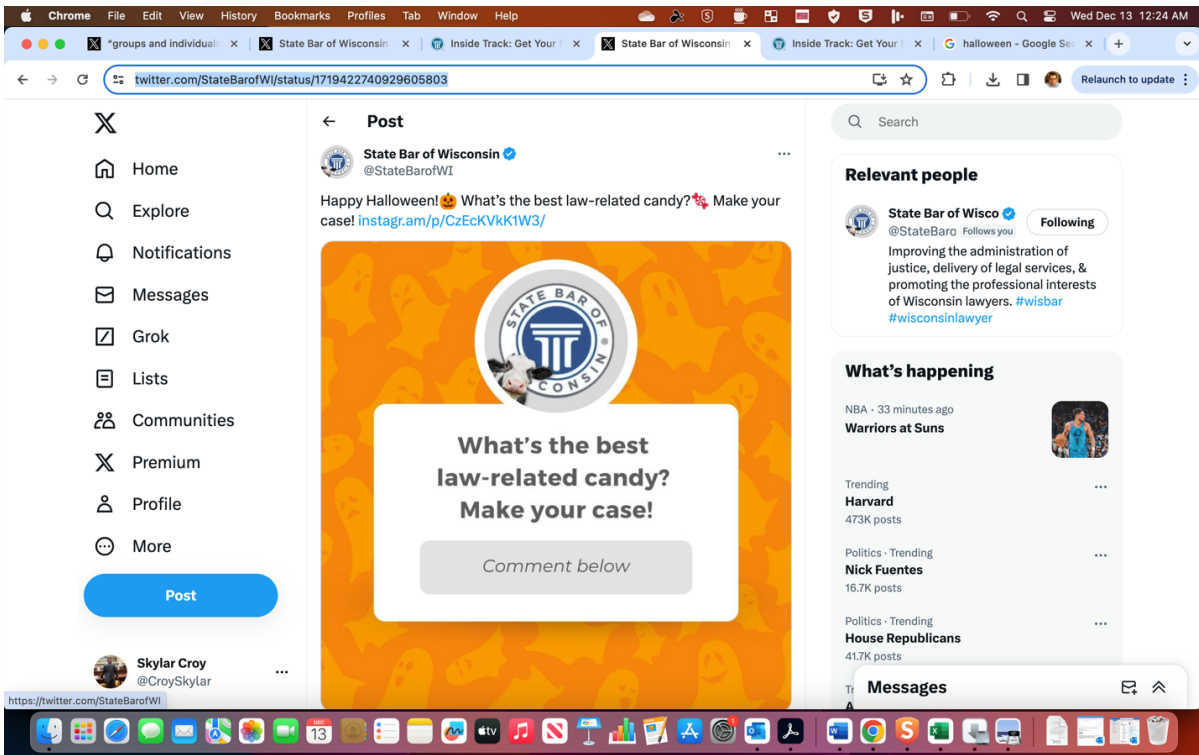 Chrome File Edit View History Bookmarks Profiles Tab Window Help Wed Dec 13 12:24 AM
"groups and individuals State Bar of Wisconsin Inside Track: Get Your State Bar of Wisconsin Inside Track: Get Your halloween - Google Sea
twitter.com/StateBarofWI/status/1719422740929605803 Relaunch to update
Home
Explore
Notifications
Messages
Grok
Lists
Communities
Premium
Profile
More
Post
Skylar Croy
@CroySkylar
https://twitter.com/StateBarofWI
Post
State Bar of Wisconsin
@StateBarofWI
Happy Halloween!🎃 What's the best law-related candy?🍬 Make your
case! instagr.am/p/CzEcKVkK1W3/
STATE BAR OF
WISCONSIN
What's the best
law-related candy?
Make your case!
Comment below
Search
Relevant people
State Bar of Wisco
@StateBaro Follows you
Following
Improving the administration of
justice, delivery of legal services, &
promoting the professional interests
of Wisconsin lawyers. #wisbar
#wisconsinlawyer
What's happening
NBA · 33 minutes ago
Warriors at Suns
Trending
Harvard
473K posts
Politics · Trending
Nick Fuentes
16.7K posts
Politics · Trending
House Republicans
41.7K posts
Messages
DEC
13
tv